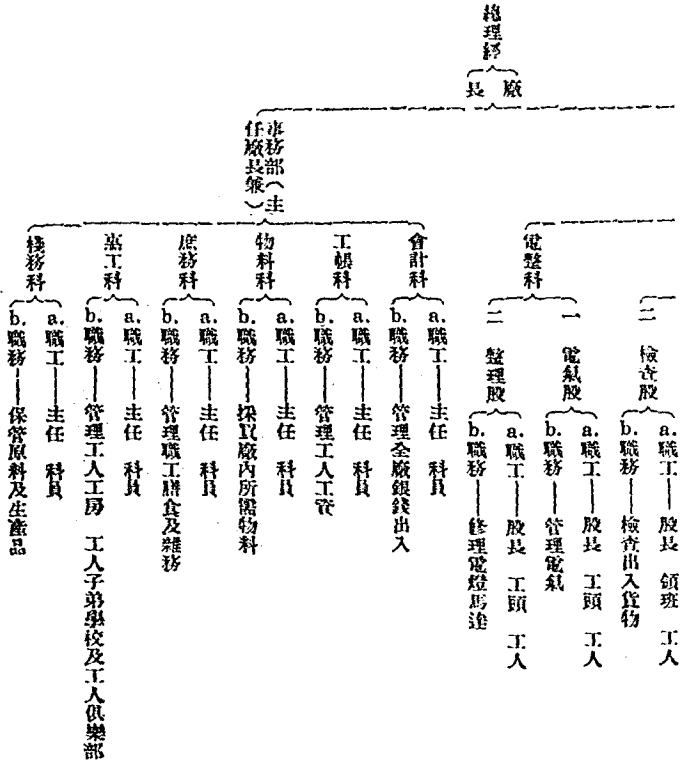 總理經
廠長
事務部（主
任廠長兼）
二 檢查股
a. 職工——股長 領班 工人
b. 職務——檢查出入貨物
電整科
一 電氣股
a. 職工——股長 工頭 工人
b. 職務——管理電氣
二 整理股
a. 職工——股長 工頭 工人
b. 職務——修理電燈馬達
會計科
a. 職工——主任 科員
b. 職務——管理全廠銀錢出入
工帳科
a. 職工——主任 科員
b. 職務——管理工人工資
物料科
a. 職工——主任 科員
b. 職務——採買廠內所需物料
庶務科
a. 職工——主任 科員
b. 職務——管理職工膳食及雜務
惠工科
a. 職工——主任 科員
b. 職務——管理工人工房 工人子弟學校及工人俱樂部
棧務科
a. 職工——主任 科員
b. 職務——保管原料及生產品